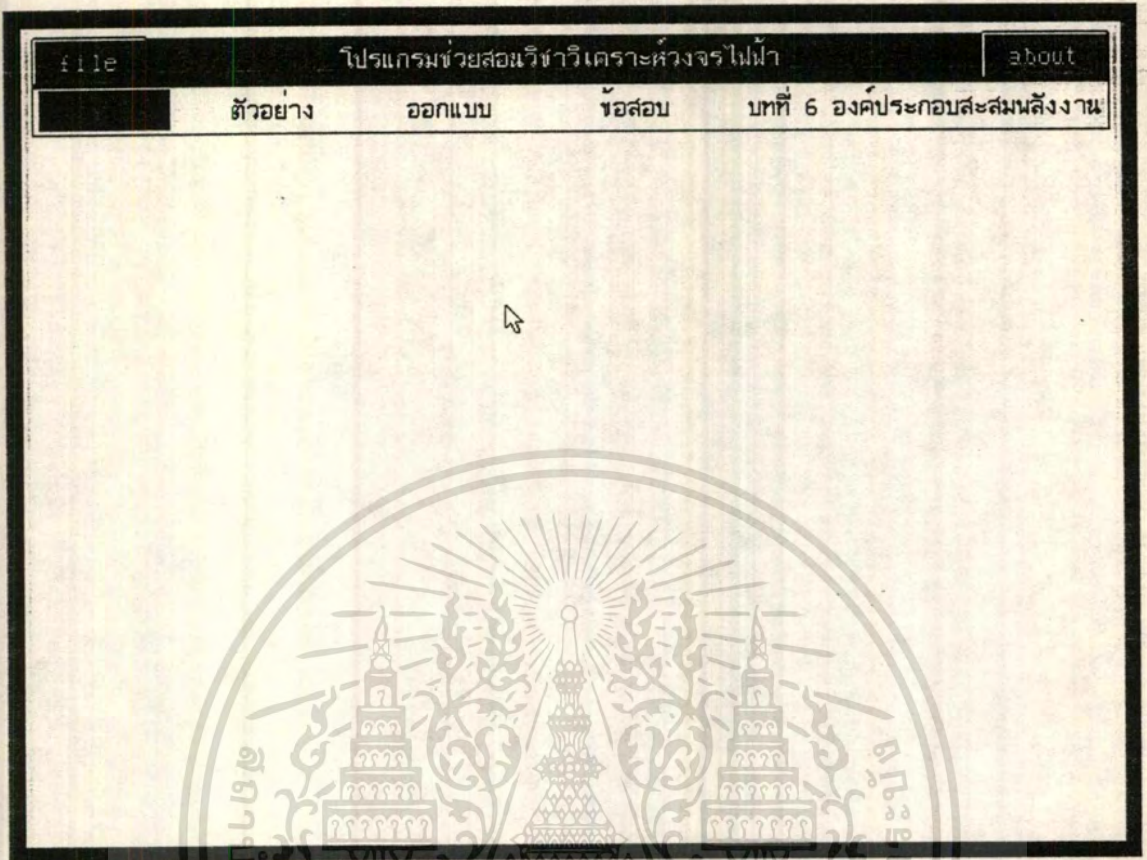 file โปรแกรมช่วยสอนวิชาวิเคราะห์วงจรไฟฟ้า about
ตัวอย่าง ออกแบบ ข้อสอบ บทที่ 6 องค์ประกอบสะสมพลังงาน